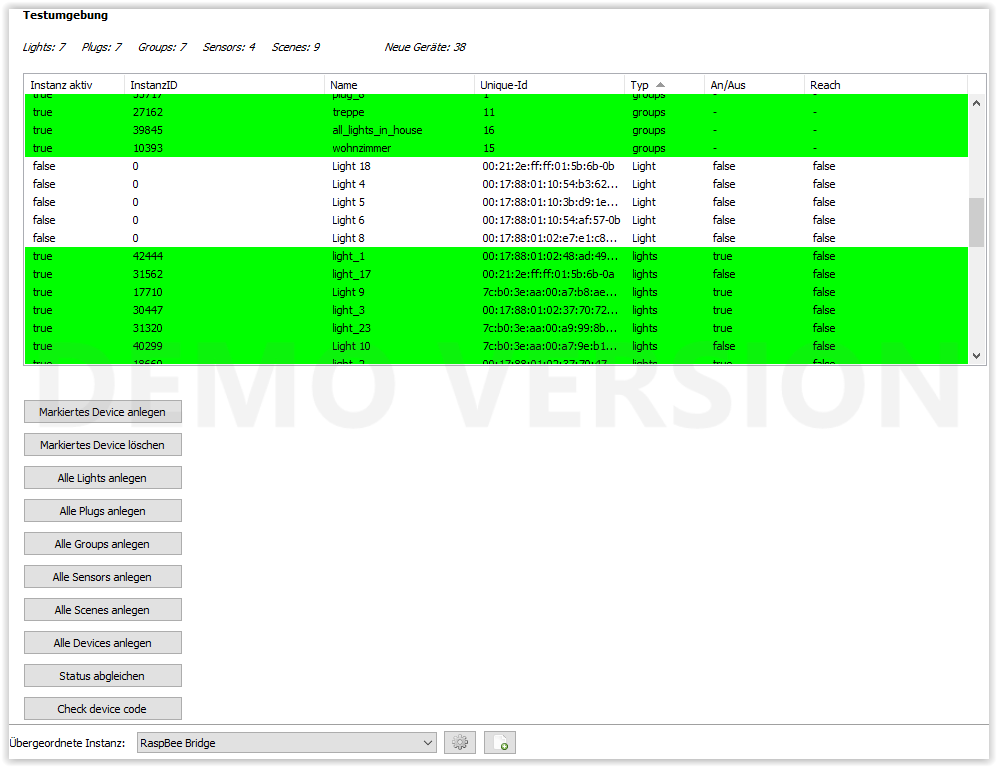 Testumgebung
Lights: 7 Plugs: 7 Groups: 7 Sensors: 4 Scenes: 9 Neue Geräte: 38
Instanz aktiv InstanzID Name Unique-Id Typ An/Aus Reach
true plug_8 groups - -
true 27162 treppe 11 groups - -
true 39845 all_lights_in_house 16 groups - -
true 10393 wohnzimmer 15 groups - -
false 0 Light 18 00:21:2e:ff:ff:01:5b:6b-0b Light false false
false 0 Light 4 00:17:88:01:10:54:b3:62... Light false false
false 0 Light 5 00:17:88:01:10:3b:d9:1e... Light false false
false 0 Light 6 00:17:88:01:10:54:af:57-0b Light false false
false 0 Light 8 00:17:88:01:02:e7:e1:c8... Light false false
true 42444 light_1 00:17:88:01:02:48:ad:49... lights true false
true 31562 light_17 00:21:2e:ff:ff:01:5b:6b-0a lights false false
true 17710 Light 9 7c:b0:3e:aa:00:a7:b8:ae... lights true false
true 30447 light_3 00:17:88:01:02:37:70:72... lights false false
true 31320 light_23 7c:b0:3e:aa:00:a9:99:8b... lights true false
true 40299 Light 10 7c:b0:3e:aa:00:a7:9e:b1... lights false false
true 18660 light_2 00:17:88:01:02:37:70:47... lights true false
DEMO VERSION
Markiertes Device anlegen
Markiertes Device löschen
Alle Lights anlegen
Alle Plugs anlegen
Alle Groups anlegen
Alle Sensors anlegen
Alle Scenes anlegen
Alle Devices anlegen
Status abgleichen
Check device code
Übergeordnete Instanz: RaspBee Bridge